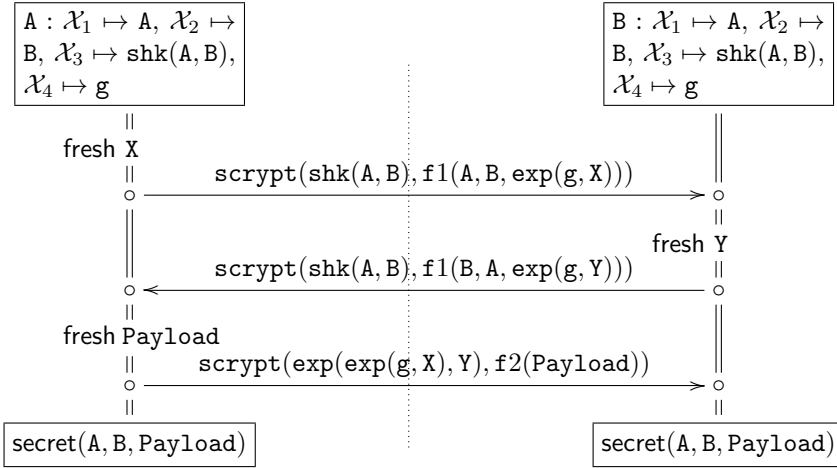 A : 𝒳₁ ↦ A, 𝒳₂ ↦
B, 𝒳₃ ↦ shk(A, B),
𝒳₄ ↦ g
B : 𝒳₁ ↦ A, 𝒳₂ ↦
B, 𝒳₃ ↦ shk(A, B),
𝒳₄ ↦ g
fresh X
scrypt(shk(A, B), f1(A, B, exp(g, X)))
fresh Y
scrypt(shk(A, B), f1(B, A, exp(g, Y)))
fresh Payload
scrypt(exp(exp(g, X), Y), f2(Payload))
secret(A, B, Payload)
secret(A, B, Payload)